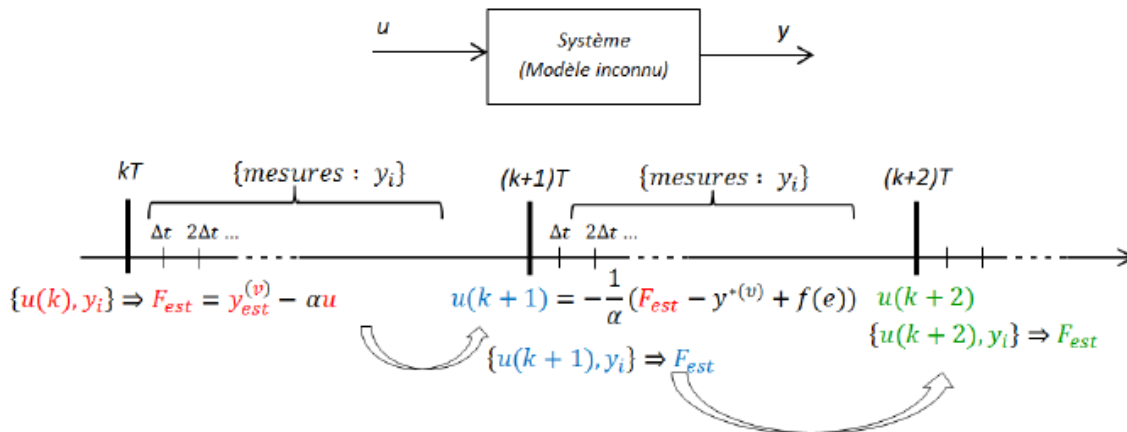 u
Système
(Modèle inconnu)
y
kT
{mesures : y_i}
(k+1)T
{mesures : y_i}
(k+2)T
Δt 2Δt ...
Δt 2Δt ...
{u(k), y_i} ⇒ F_est = y_est^(v) − αu
u(k + 1) = −1/α (F_est − y*^(v) + f(e))
u(k + 2)
{u(k + 1), y_i} ⇒ F_est
{u(k + 2), y_i} ⇒ F_est